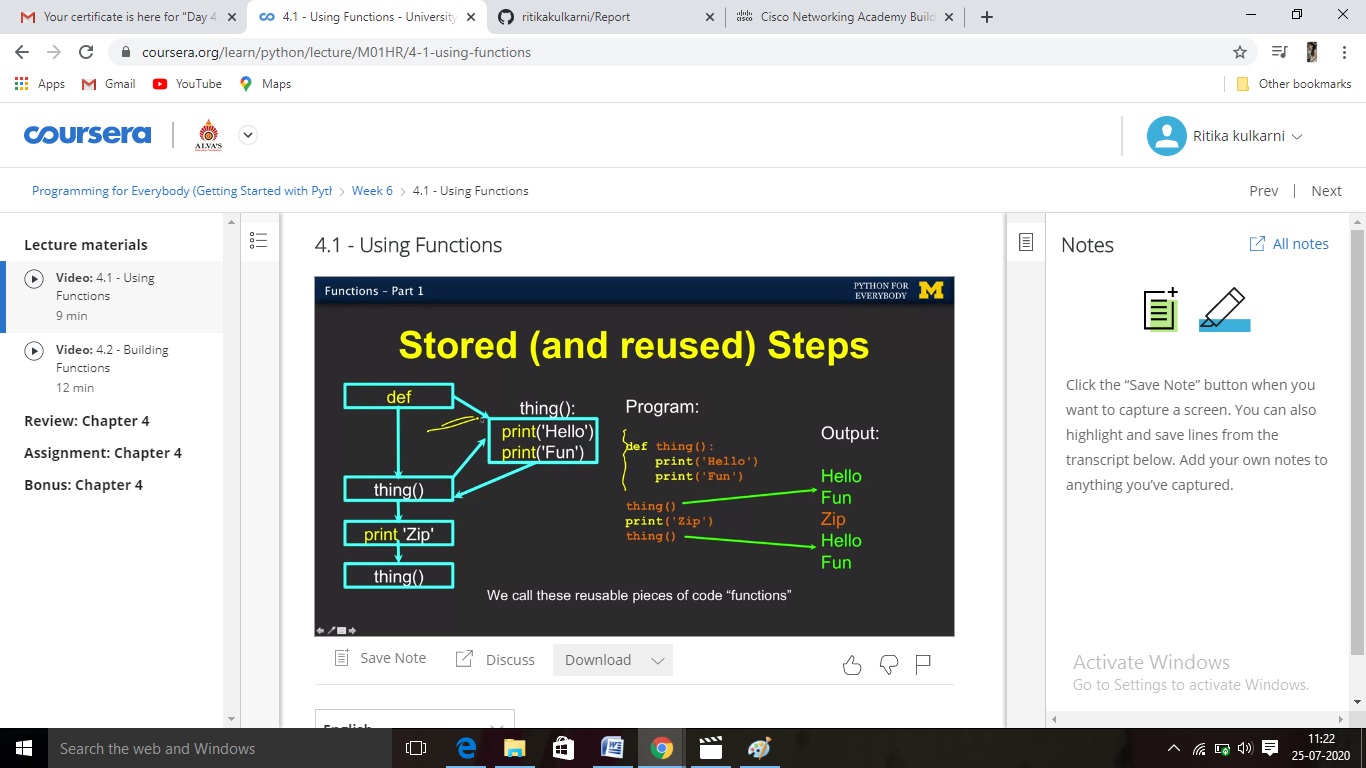 Your certificate is here for "Day 4
4.1 - Using Functions - University
ritikakulkarni/Report
Cisco Networking Academy Build
coursera.org/learn/python/lecture/M01HR/4-1-using-functions
Apps
Gmail
YouTube
Maps
Other bookmarks
coursera
ALVA'S
Ritika kulkarni
Programming for Everybody (Getting Started with Pyth
Week 6
4.1 - Using Functions
Prev | Next
Lecture materials
Video: 4.1 - Using
Functions
9 min
Video: 4.2 - Building
Functions
12 min
Review: Chapter 4
Assignment: Chapter 4
Bonus: Chapter 4
4.1 - Using Functions
Functions – Part 1
PYTHON FOR
EVERYBODY
M
Stored (and reused) Steps
def
thing():
print('Hello')
print('Fun')
thing()
print 'Zip'
thing()
Program:
def thing():
print('Hello')
print('Fun')
thing()
print('Zip')
thing()
Output:
Hello
Fun
Zip
Hello
Fun
We call these reusable pieces of code “functions”
Save Note
Discuss
Download
English
Notes
All notes
Click the “Save Note” button when you
want to capture a screen. You can also
highlight and save lines from the
transcript below. Add your own notes to
anything you’ve captured.
Activate Windows
Go to Settings to activate Windows.
Search the web and Windows
11:22
25-07-2020